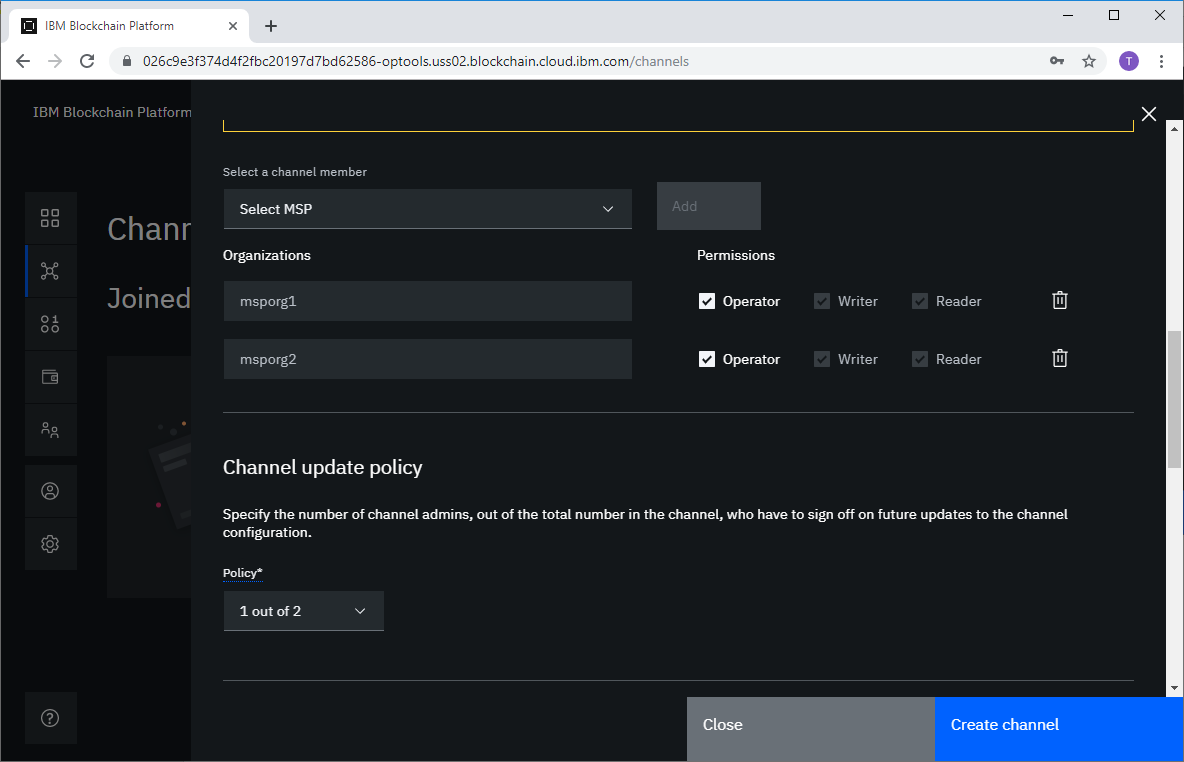 IBM Blockchain Platform
026c9e3f374d4f2fbc20197d7bd62586-optools.uss02.blockchain.cloud.ibm.com/channels
T
IBM Blockchain Platform
Chann
Joined
Select a channel member
Select MSP
Add
Organizations
Permissions
msporg1
Operator
Writer
Reader
msporg2
Operator
Writer
Reader
Channel update policy
Specify the number of channel admins, out of the total number in the channel, who have to sign off on future updates to the channel
configuration.
Policy*
1 out of 2
Close
Create channel